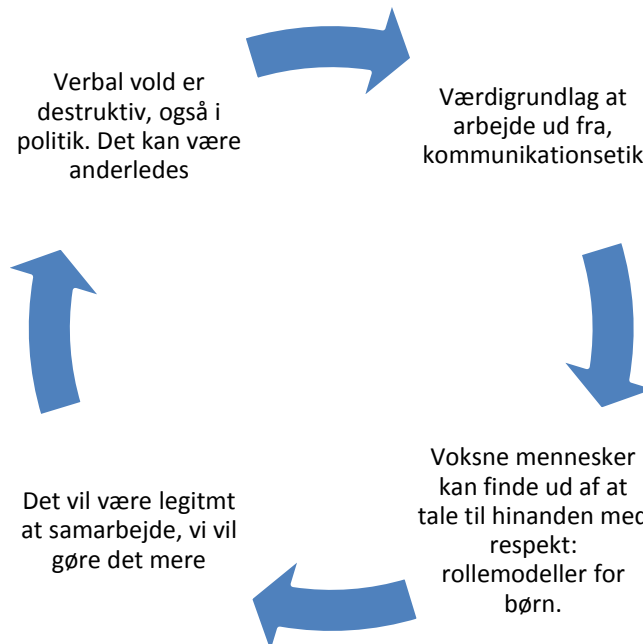 Verbal vold er
destruktiv, også i
politik. Det kan være
anderledes
Værdigrundlag at
arbejde ud fra,
kommunikationsetik
Voksne mennesker
kan finde ud af at
tale til hinanden med
respekt:
rollemodeller for
børn.
Det vil være legitmt
at samarbejde, vi vil
gøre det mere